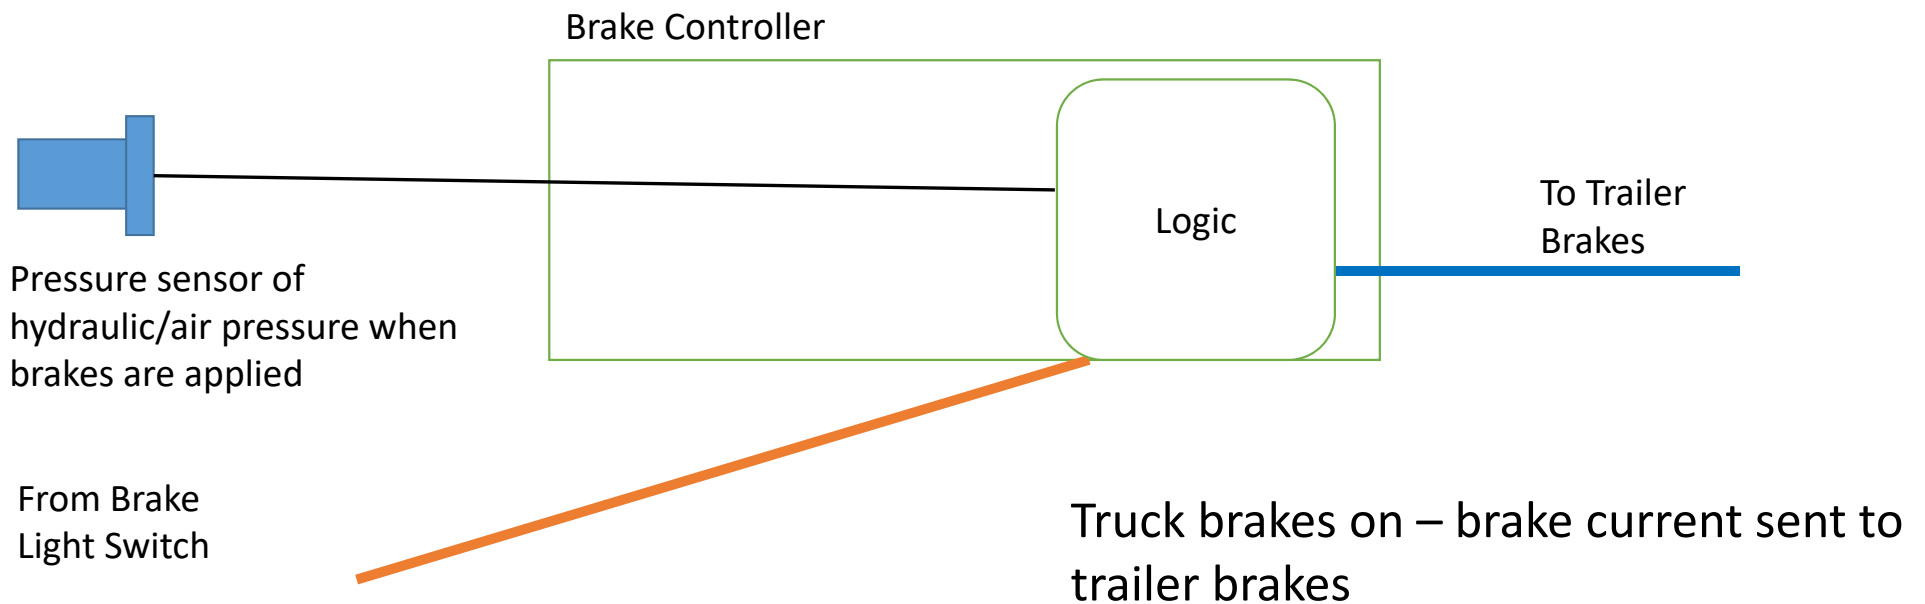 Brake Controller
Logic
To Trailer
Brakes
Pressure sensor of
hydraulic/air pressure when
brakes are applied
From Brake
Light Switch
Truck brakes on – brake current sent to
trailer brakes